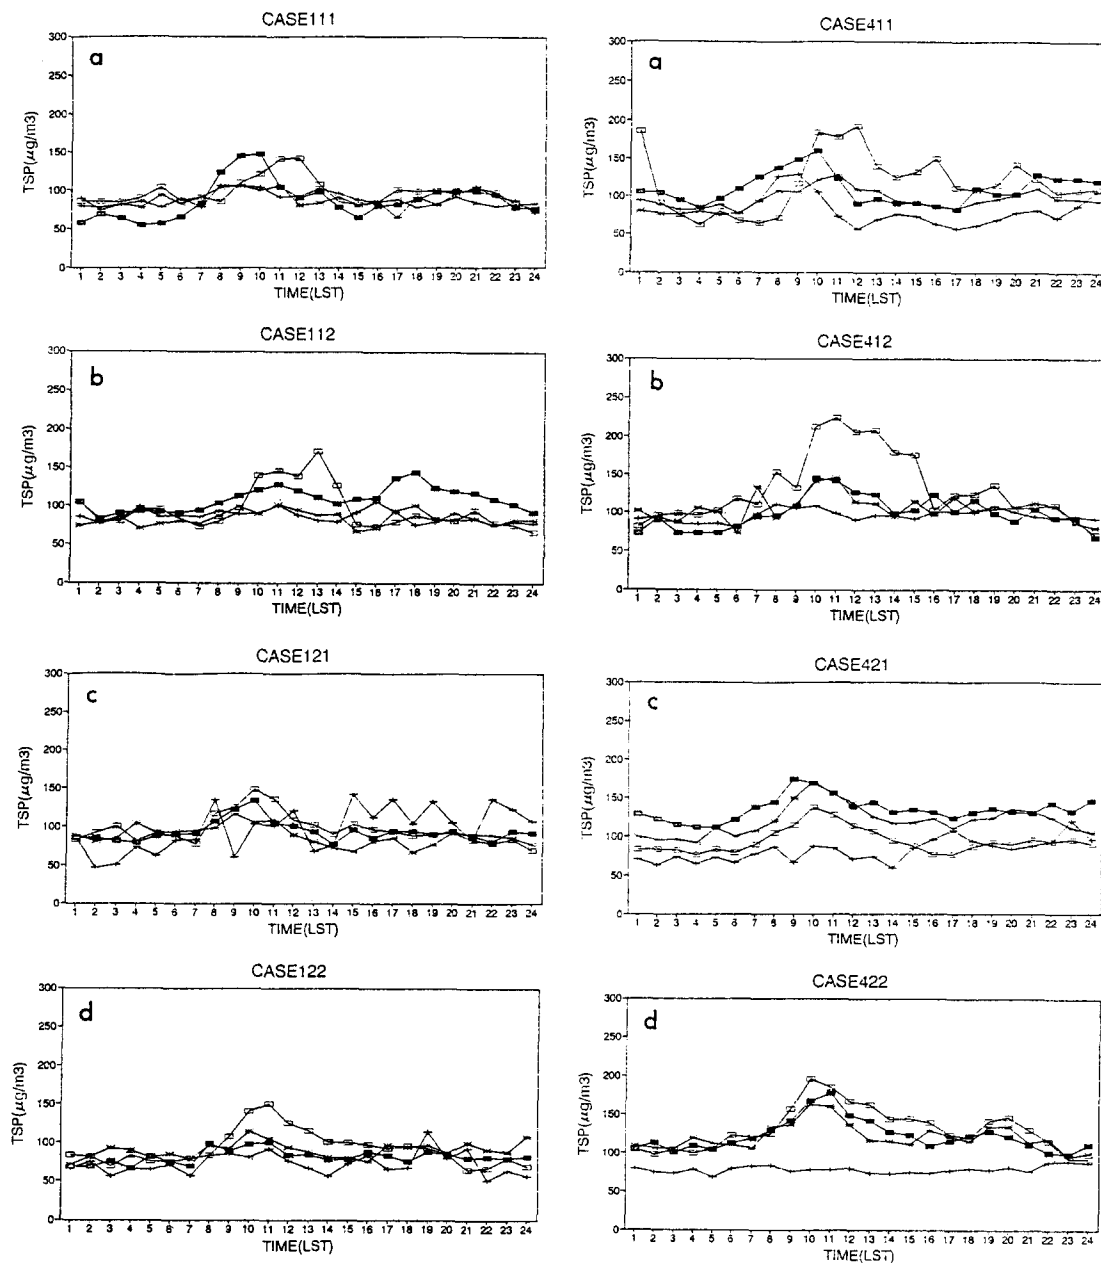 CASE111
a
TSP(µg/m3)
300
250
200
150
100
50
0
1 2 3 4 5 6 7 8 9 10 11 12 13 14 15 16 17 18 19 20 21 22 23 24
TIME(LST)
CASE112
b
TSP(µg/m3)
300
250
200
150
100
50
0
1 2 3 4 5 6 7 8 9 10 11 12 13 14 15 16 17 18 19 20 21 22 23 24
TIME(LST)
CASE121
c
TSP(µg/m3)
300
250
200
150
100
50
0
1 2 3 4 5 6 7 8 9 10 11 12 13 14 15 16 17 18 19 20 21 22 23 24
TIME(LST)
CASE122
d
TSP(µg/m3)
300
250
200
150
100
50
0
1 2 3 4 5 6 7 8 9 10 11 12 13 14 15 16 17 18 19 20 21 22 23 24
TIME(LST)
CASE411
a
TSP(µg/m3)
300
250
200
150
100
50
0
1 2 3 4 5 6 7 8 9 10 11 12 13 14 15 16 17 18 19 20 21 22 23 24
TIME(LST)
CASE412
b
TSP(µg/m3)
300
250
200
150
100
50
0
1 2 3 4 5 6 7 8 9 10 11 12 13 14 15 16 17 18 19 20 21 22 23 24
TIME(LST)
CASE421
c
TSP(µg/m3)
300
250
200
150
100
50
0
1 2 3 4 5 6 7 8 9 10 11 12 13 14 15 16 17 18 19 20 21 22 23 24
TIME(LST)
CASE422
d
TSP(µg/m3)
300
250
200
150
100
50
0
1 2 3 4 5 6 7 8 9 10 11 12 13 14 15 16 17 18 19 20 21 22 23 24
TIME(LST)